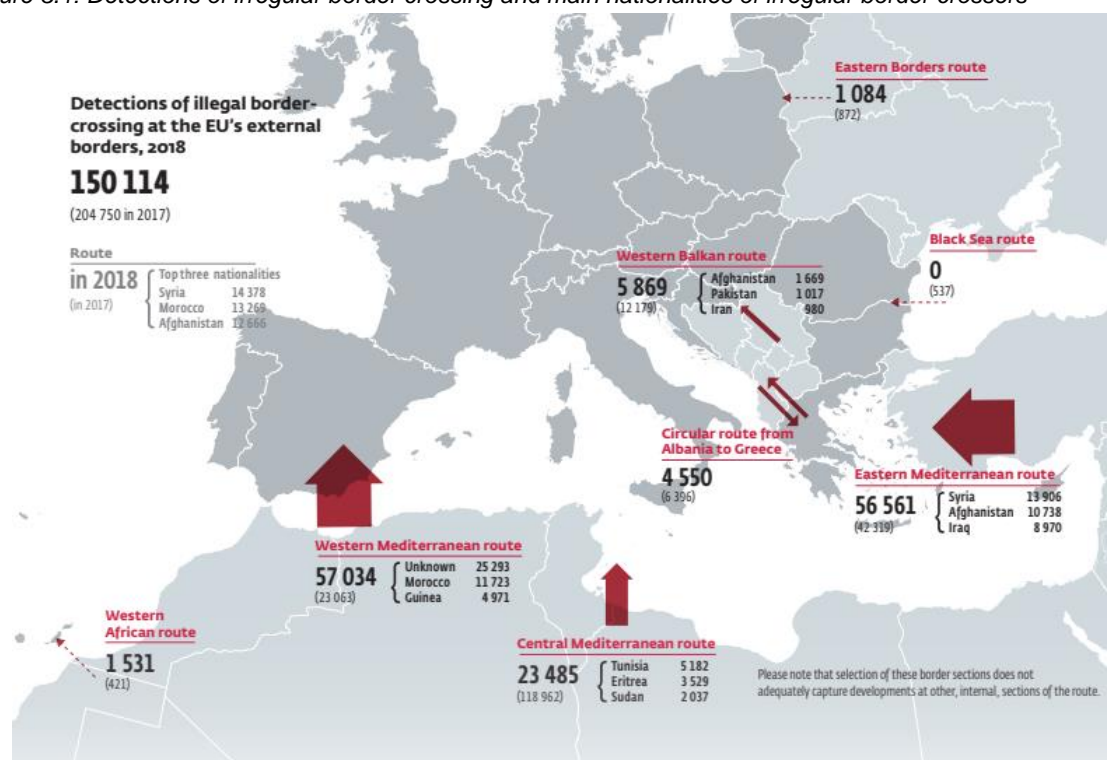 Detections of illegal border-
crossing at the EU's external
borders, 2018
150 114
(204 750 in 2017)
Route
in 2018
(in 2017)
Top three nationalities
Syria 14 378
Morocco 13 269
Afghanistan 12 666
Eastern Borders route
1 084
(872)
Black Sea route
0
(537)
Western Balkan route
5 869
(12 179)
Afghanistan 1 669
Pakistan 1 017
Iran 980
Circular route from
Albania to Greece
4 550
(6 396)
Eastern Mediterranean route
56 561
(42 319)
Syria 13 906
Afghanistan 10 738
Iraq 8 970
Western Mediterranean route
57 034
(23 063)
Unknown 25 293
Morocco 11 723
Guinea 4 971
Western
African route
1 531
(421)
Central Mediterranean route
23 485
(118 962)
Tunisia 5 182
Eritrea 3 529
Sudan 2 037
Please note that selection of these border sections does not
adequately capture developments at other, internal, sections of the route.